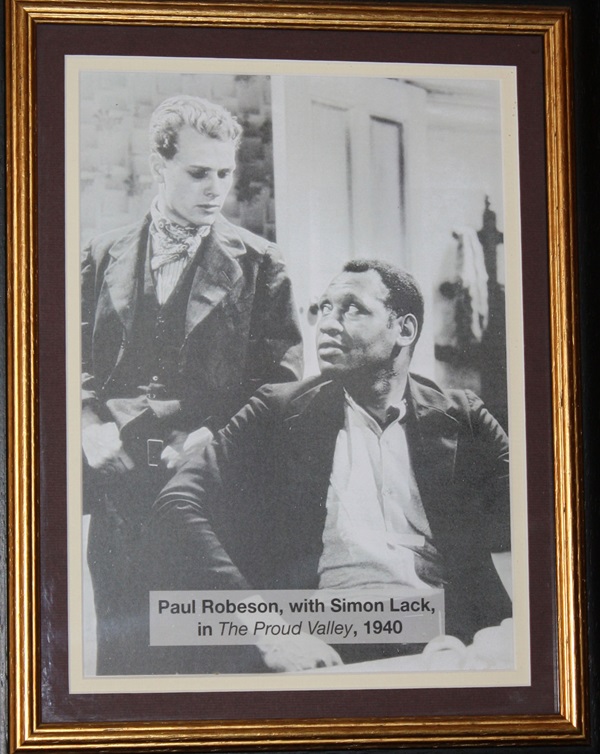 Paul Robeson, with Simon Lack,
in The Proud Valley, 1940